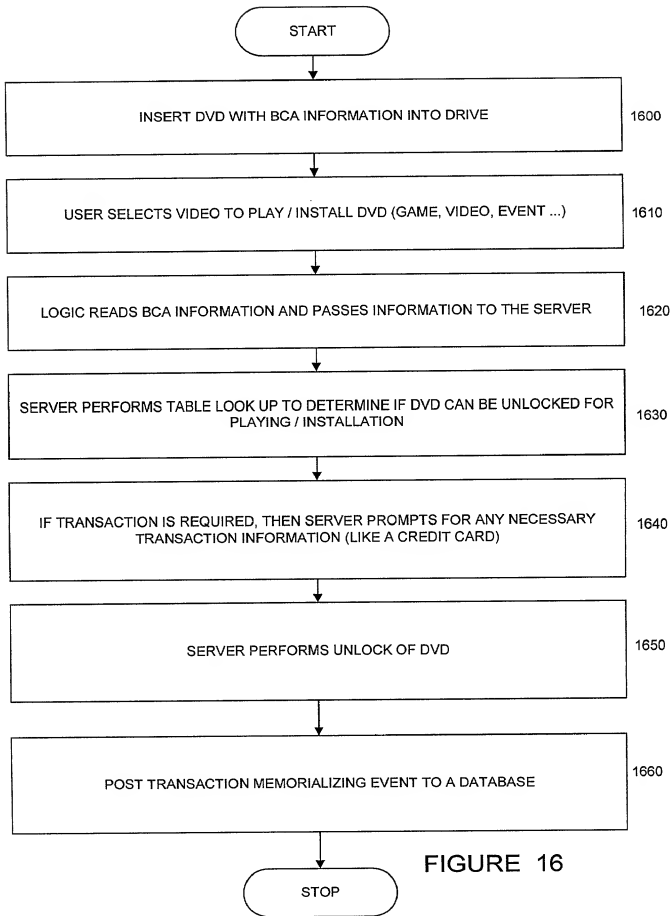 START
INSERT DVD WITH BCA INFORMATION INTO DRIVE
1600
USER SELECTS VIDEO TO PLAY / INSTALL DVD (GAME, VIDEO, EVENT ...)
1610
LOGIC READS BCA INFORMATION AND PASSES INFORMATION TO THE SERVER
1620
SERVER PERFORMS TABLE LOOK UP TO DETERMINE IF DVD CAN BE UNLOCKED FOR
PLAYING / INSTALLATION
1630
IF TRANSACTION IS REQUIRED, THEN SERVER PROMPTS FOR ANY NECESSARY
TRANSACTION INFORMATION (LIKE A CREDIT CARD)
1640
SERVER PERFORMS UNLOCK OF DVD
1650
POST TRANSACTION MEMORIALIZING EVENT TO A DATABASE
1660
FIGURE 16
STOP